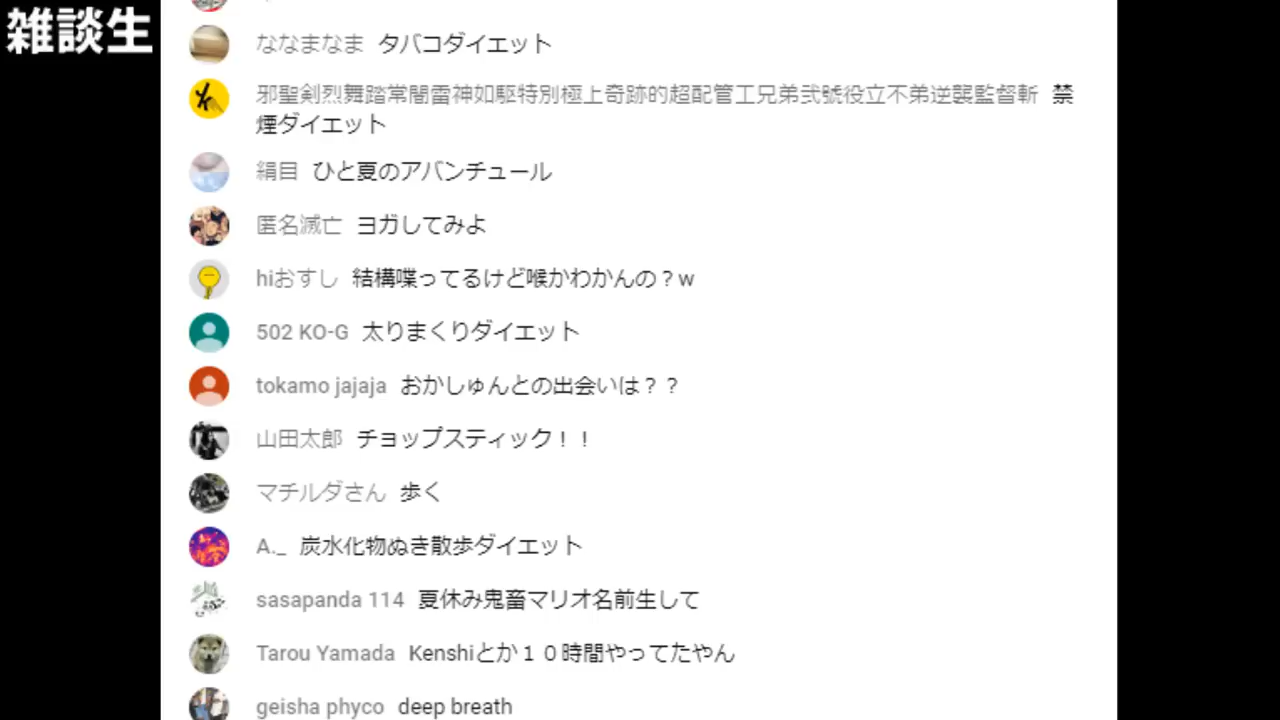 雑談生
ななまなま タバコダイエット
邪聖剣烈舞踏常闇雷神如駆特別極上奇跡的超配管工兄弟弐號役立不弟逆襲監督斬 禁
煙ダイエット
絹目 ひと夏のアバンチュール
匿名滅亡 ヨガしてみよ
hiおすし 結構喋ってるけど喉かわかんの？w
502 KO-G 太りまくりダイエット
tokamo jajaja おかしゅんとの出会いは？？
山田太郎 チョップスティック！！
マチルダさん 歩く
A._ 炭水化物ぬき散歩ダイエット
sasapanda 114 夏休み鬼畜マリオ名前生して
Tarou Yamada Kenshiとか１０時間やってたやん
geisha phyco deep breath